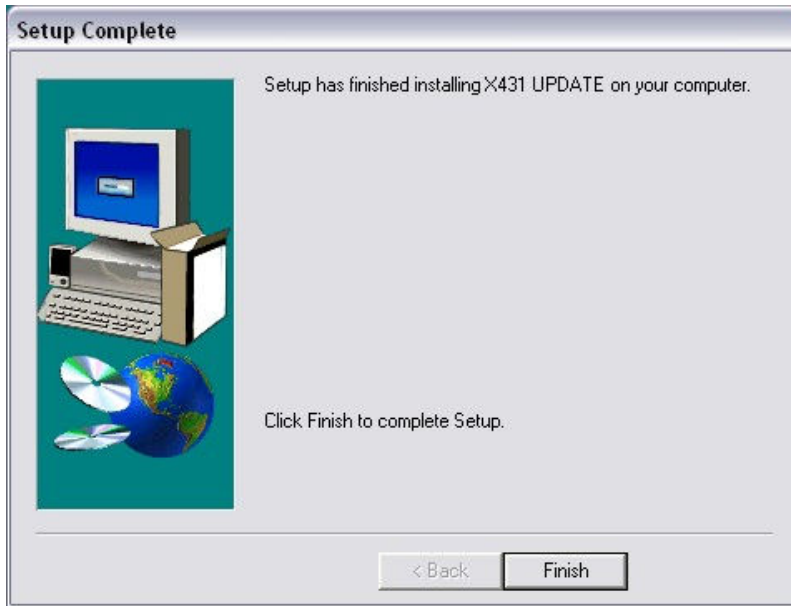 Setup Complete
Setup has finished installing X431 UPDATE on your computer.
Click Finish to complete Setup.
< Back
Finish